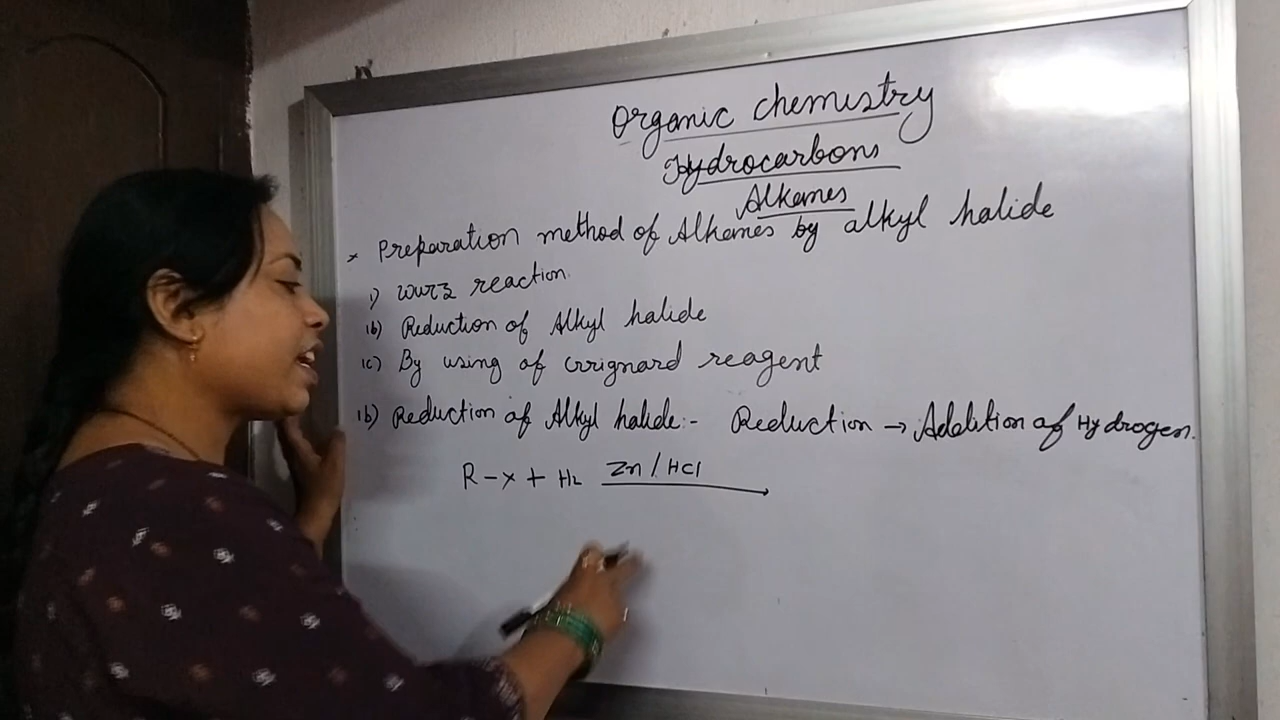 Organic chemistry
Hydrocarbons
Alkanes
* Preparation method of Alkanes by alkyl halide
1) wurz reaction.
1b) Reduction of Alkyl halide
1c) By using of Grignard reagent
1b) Reduction of Alkyl halide:- Reduction → Addition of Hydrogen.
R-x + H2 Zn/HCl →